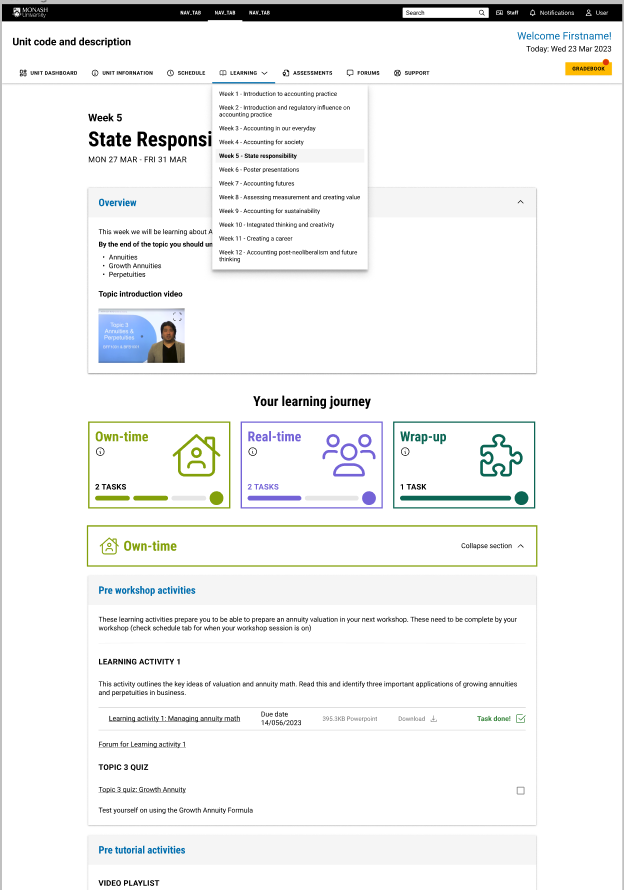 MONASH
University
NAV_TAB
NAV_TAB
NAV_TAB
Search
Staff
Notifications
User
Unit code and description
Welcome Firstname!
Today: Wed 23 Mar 2023
UNIT DASHBOARD
UNIT INFORMATION
SCHEDULE
LEARNING
ASSESSMENTS
FORUMS
SUPPORT
GRADEBOOK
Week 1 - Introduction to accounting practice
Week 2 - Introduction and regulatory influence on
accounting practice
Week 3 - Accounting in our everyday
Week 4 - Accounting for society
Week 5 - State responsibility
Week 6 - Poster presentations
Week 7 - Accounting futures
Week 8 - Assessing measurement and creating value
Week 9 - Accounting for sustainability
Week 10 - Integrated thinking and creativity
Week 11 - Creating a career
Week 12 - Accounting post-neoliberalism and future
thinking
Week 5
State Responsi
MON 27 MAR - FRI 31 MAR
Overview
This week we will be learning about A
By the end of the topic you should un
• Annuities
• Growth Annuities
• Perpetuities
Topic introduction video
Topic 3
Annuities &
Perpetuities
Your learning journey
Own-time
2 TASKS
Real-time
2 TASKS
Wrap-up
1 TASK
Own-time
Collapse section
Pre workshop activities
These learning activities prepare you to be able to prepare an annuity valuation in your next workshop. These need to be complete by your
workshop (check schedule tab for when your workshop session is on)
LEARNING ACTIVITY 1
This activity outlines the key ideas of valuation and annuity math. Read this and identify three important applications of growing annuities
and perpetuities in business.
Learning activity 1: Managing annuity math
Due date
14/056/2023
395.3KB Powerpoint
Download
Task done!
Forum for Learning activity 1
TOPIC 3 QUIZ
Topic 3 quiz: Growth Annuity
Test yourself on using the Growth Annuity Formula
Pre tutorial activities
VIDEO PLAYLIST